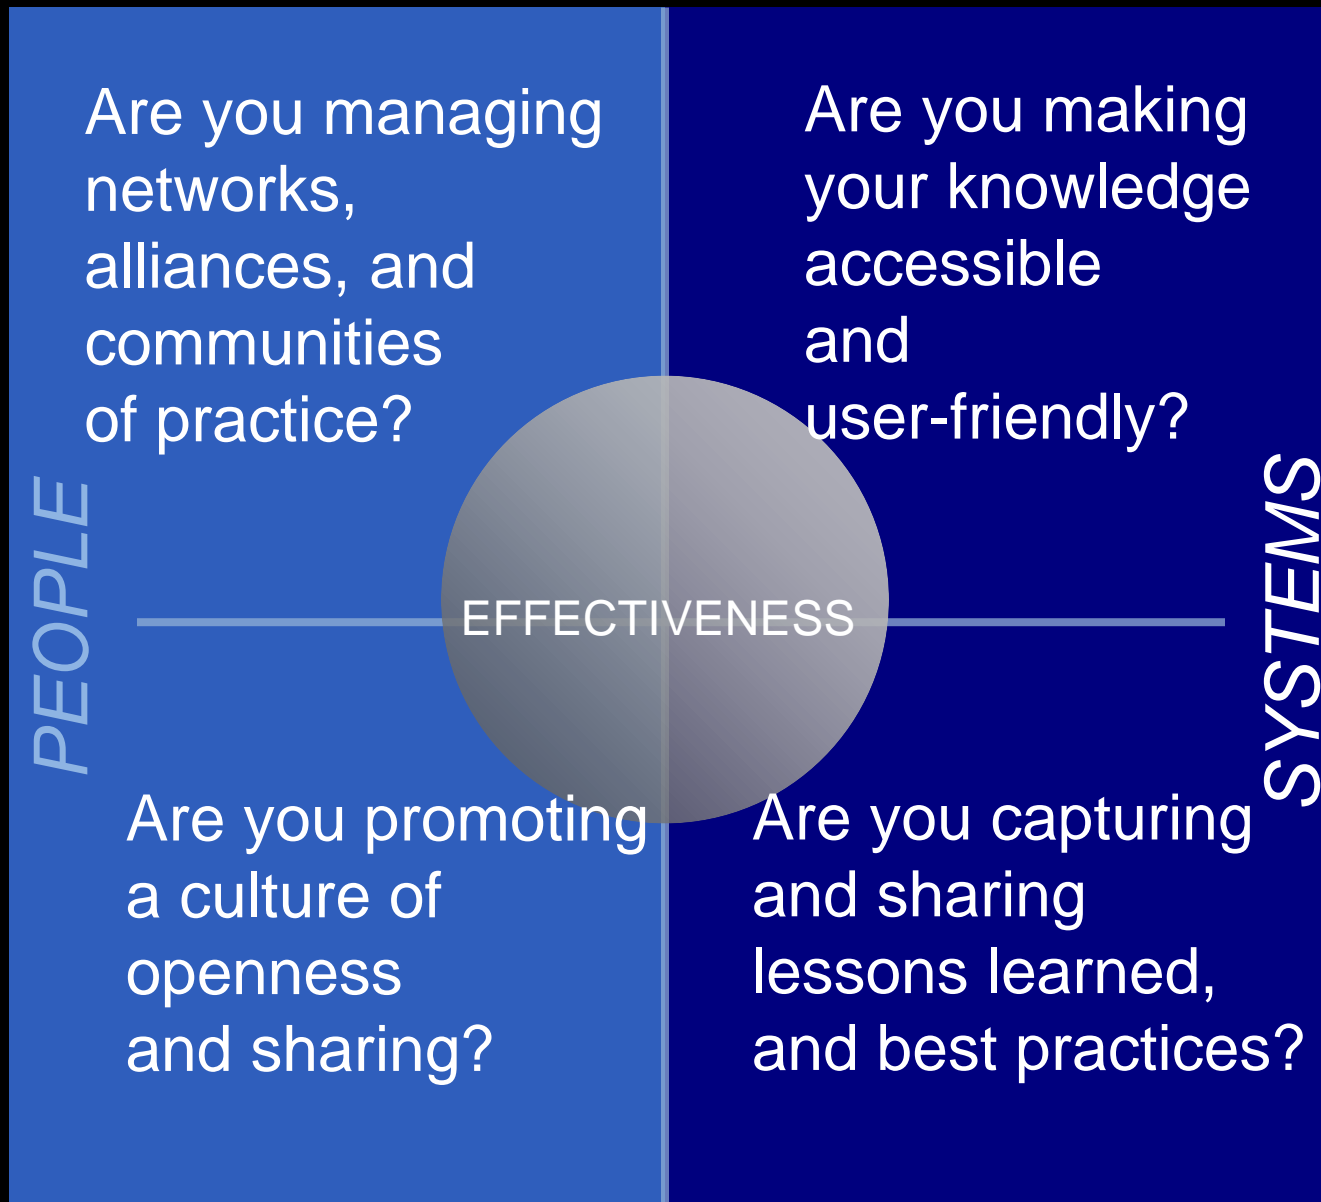 Are you managing
networks,
alliances, and
communities
of practice?
Are you making
your knowledge
accessible
and
user-friendly?
PEOPLE
EFFECTIVENESS
SYSTEMS
Are you promoting
a culture of
openness
and sharing?
Are you capturing
and sharing
lessons learned,
and best practices?